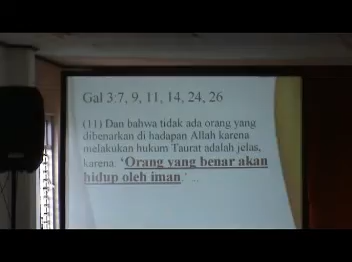 Gal 3:7, 9, 11, 14, 24, 26
(11) Dan bahwa tidak ada orang yang
dibenarkan di hadapan Allah karena
melakukan hukum Taurat adalah jelas,
karena. 'Orang yang benar akan
hidup oleh iman.' ..